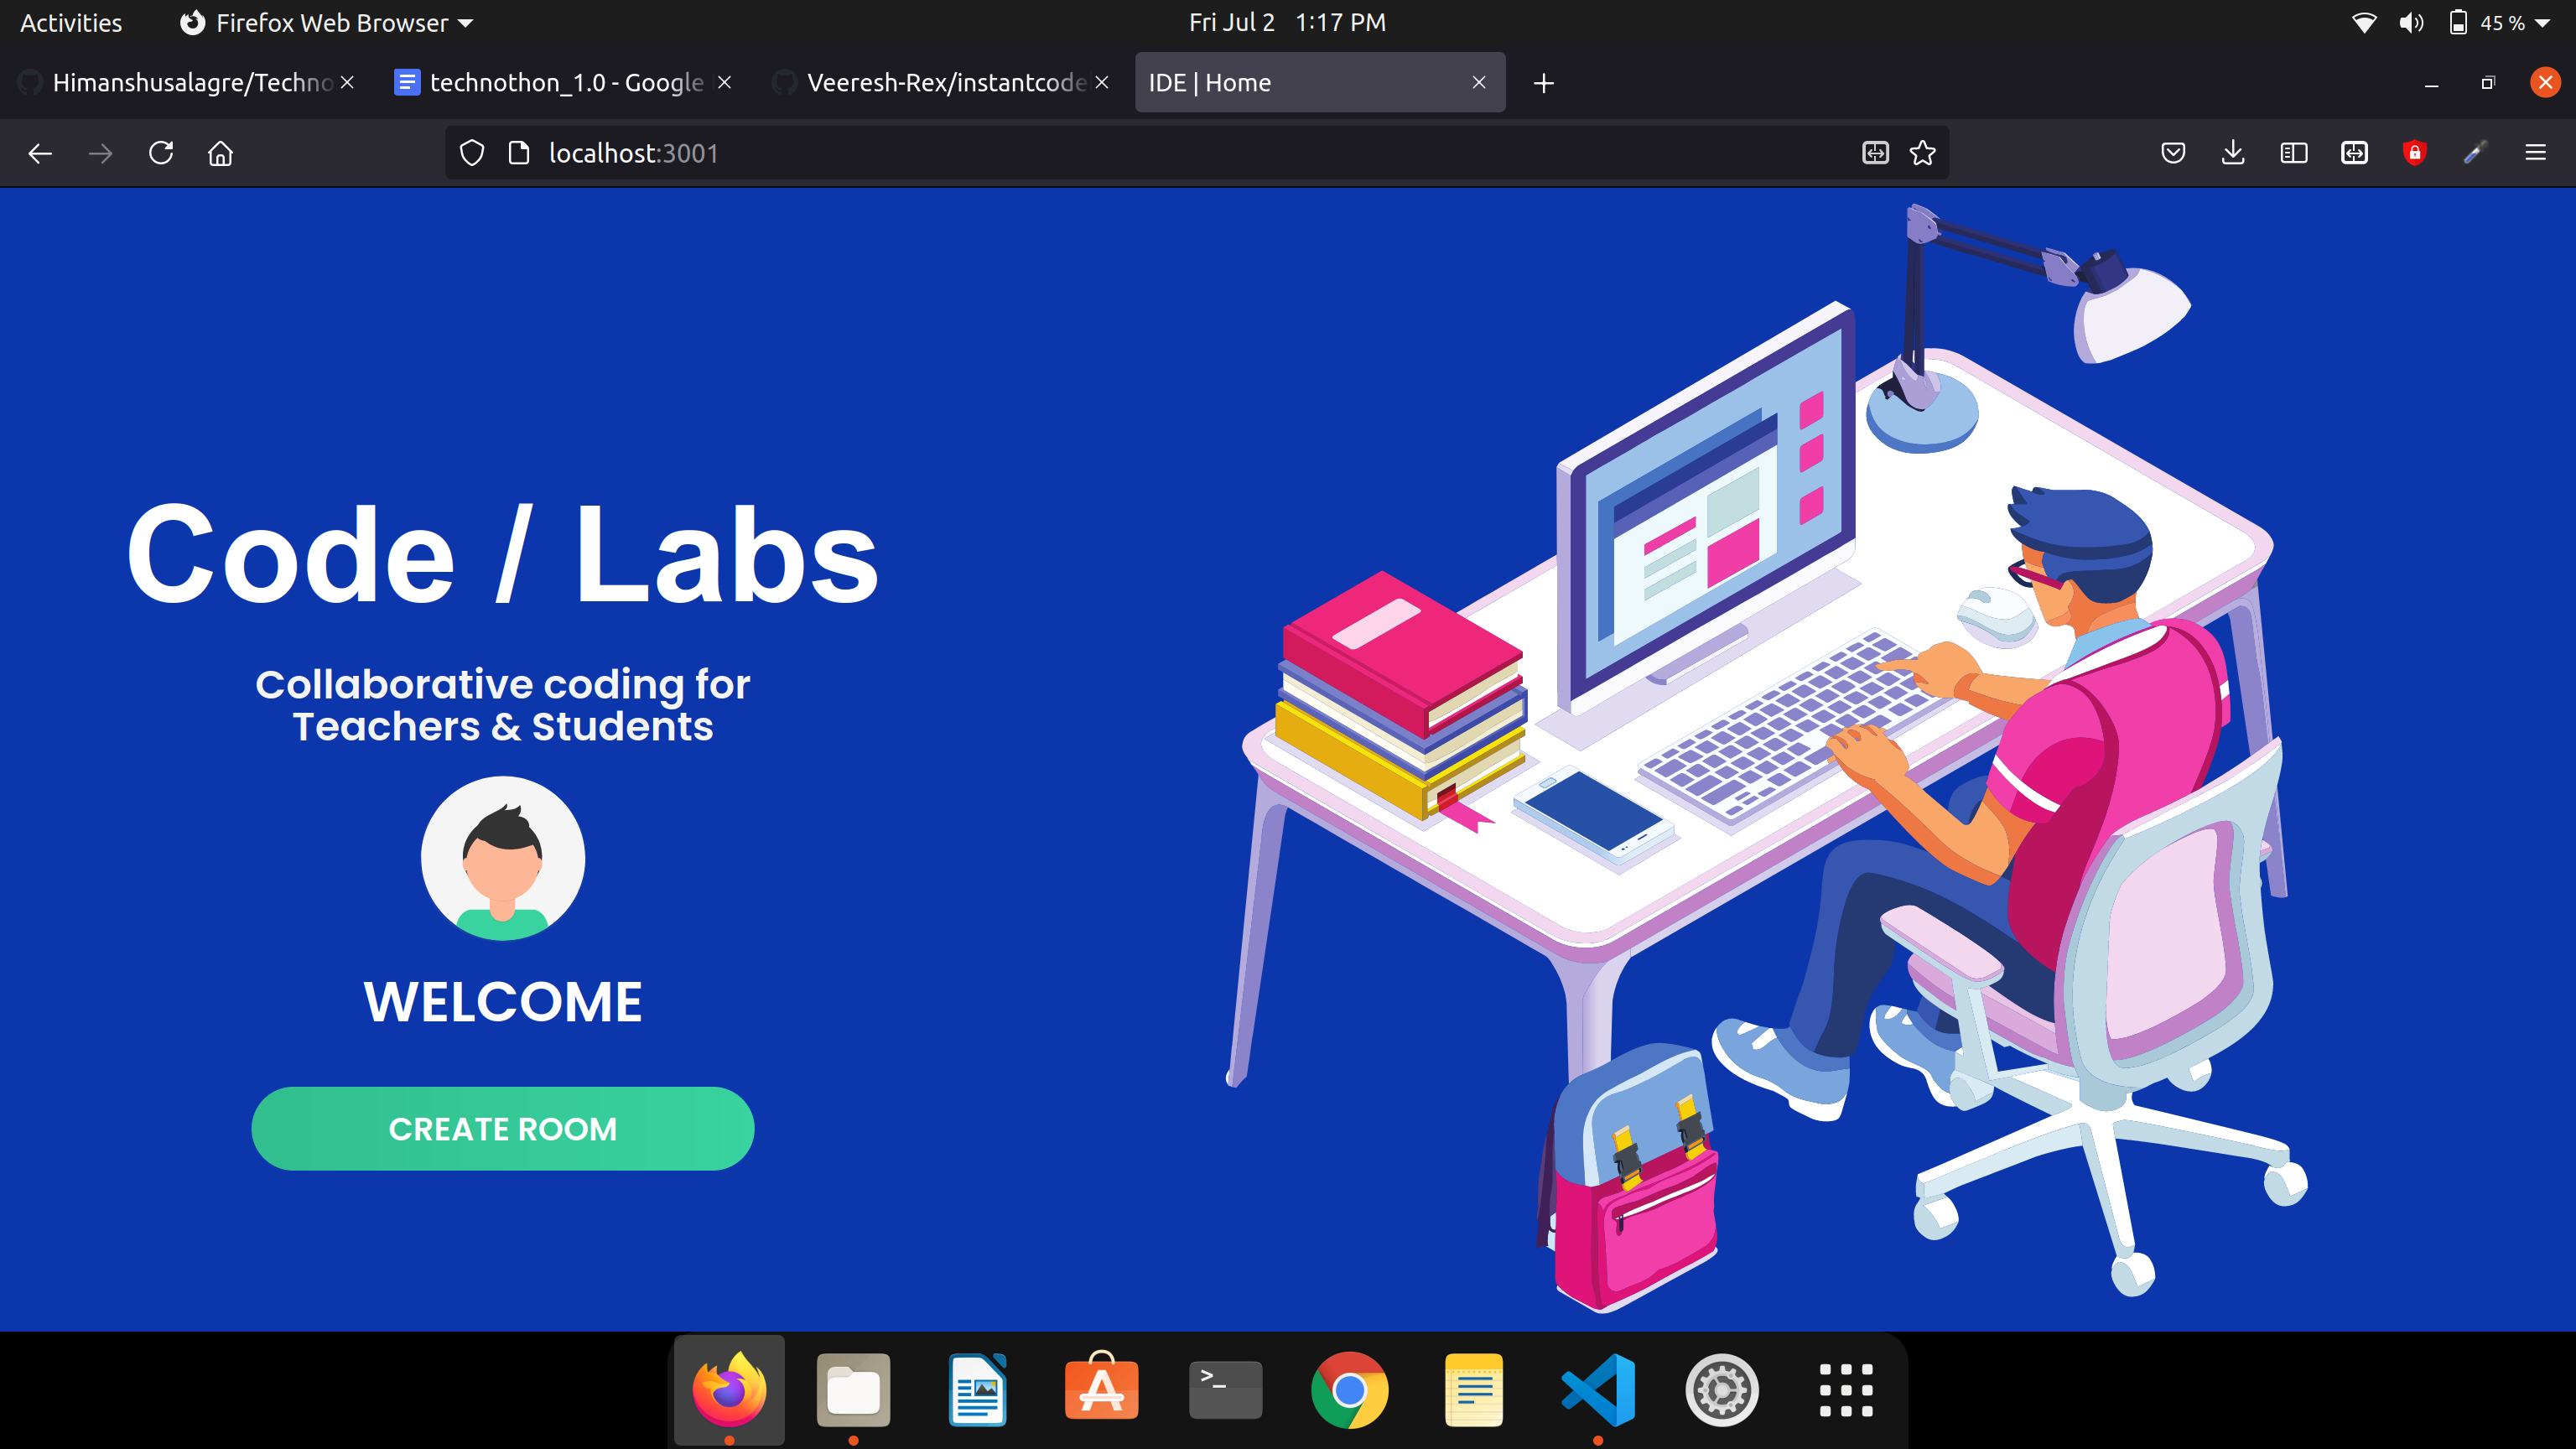 Activities
Firefox Web Browser
Fri Jul 2 1:17 PM
45 %
Himanshusalagre/Techno
technothon_1.0 - Google
Veeresh-Rex/instantcode
IDE | Home
localhost:3001
Code / Labs
Collaborative coding for
Teachers & Students
WELCOME
CREATE ROOM
>_